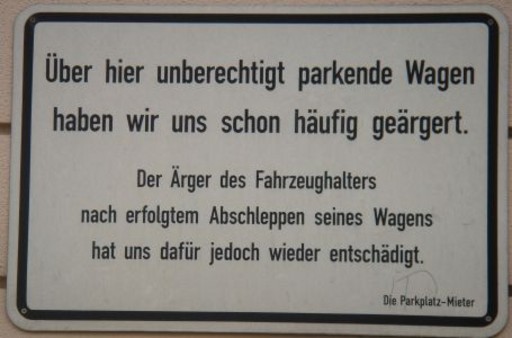 Über hier unberechtigt parkende Wagen
haben wir uns schon häufig geärgert.
Der Ärger des Fahrzeughalters
nach erfolgtem Abschleppen seines Wagens
hat uns dafür jedoch wieder entschädigt.
Die Parkplatz-Mieter